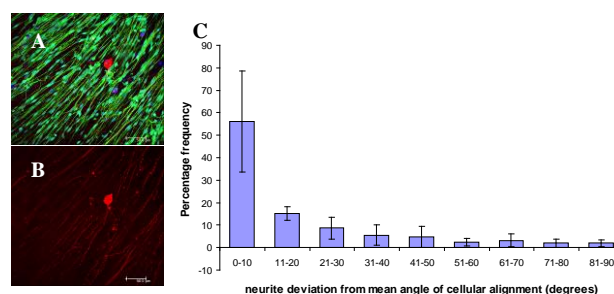 A
B
C
90
80
70
60
50
40
30
20
10
0
-10
Percentage frequency
0-10 11-20 21-30 31-40 41-50 51-60 61-70 71-80 81-90
neurite deviation from mean angle of cellular alignment (degrees)